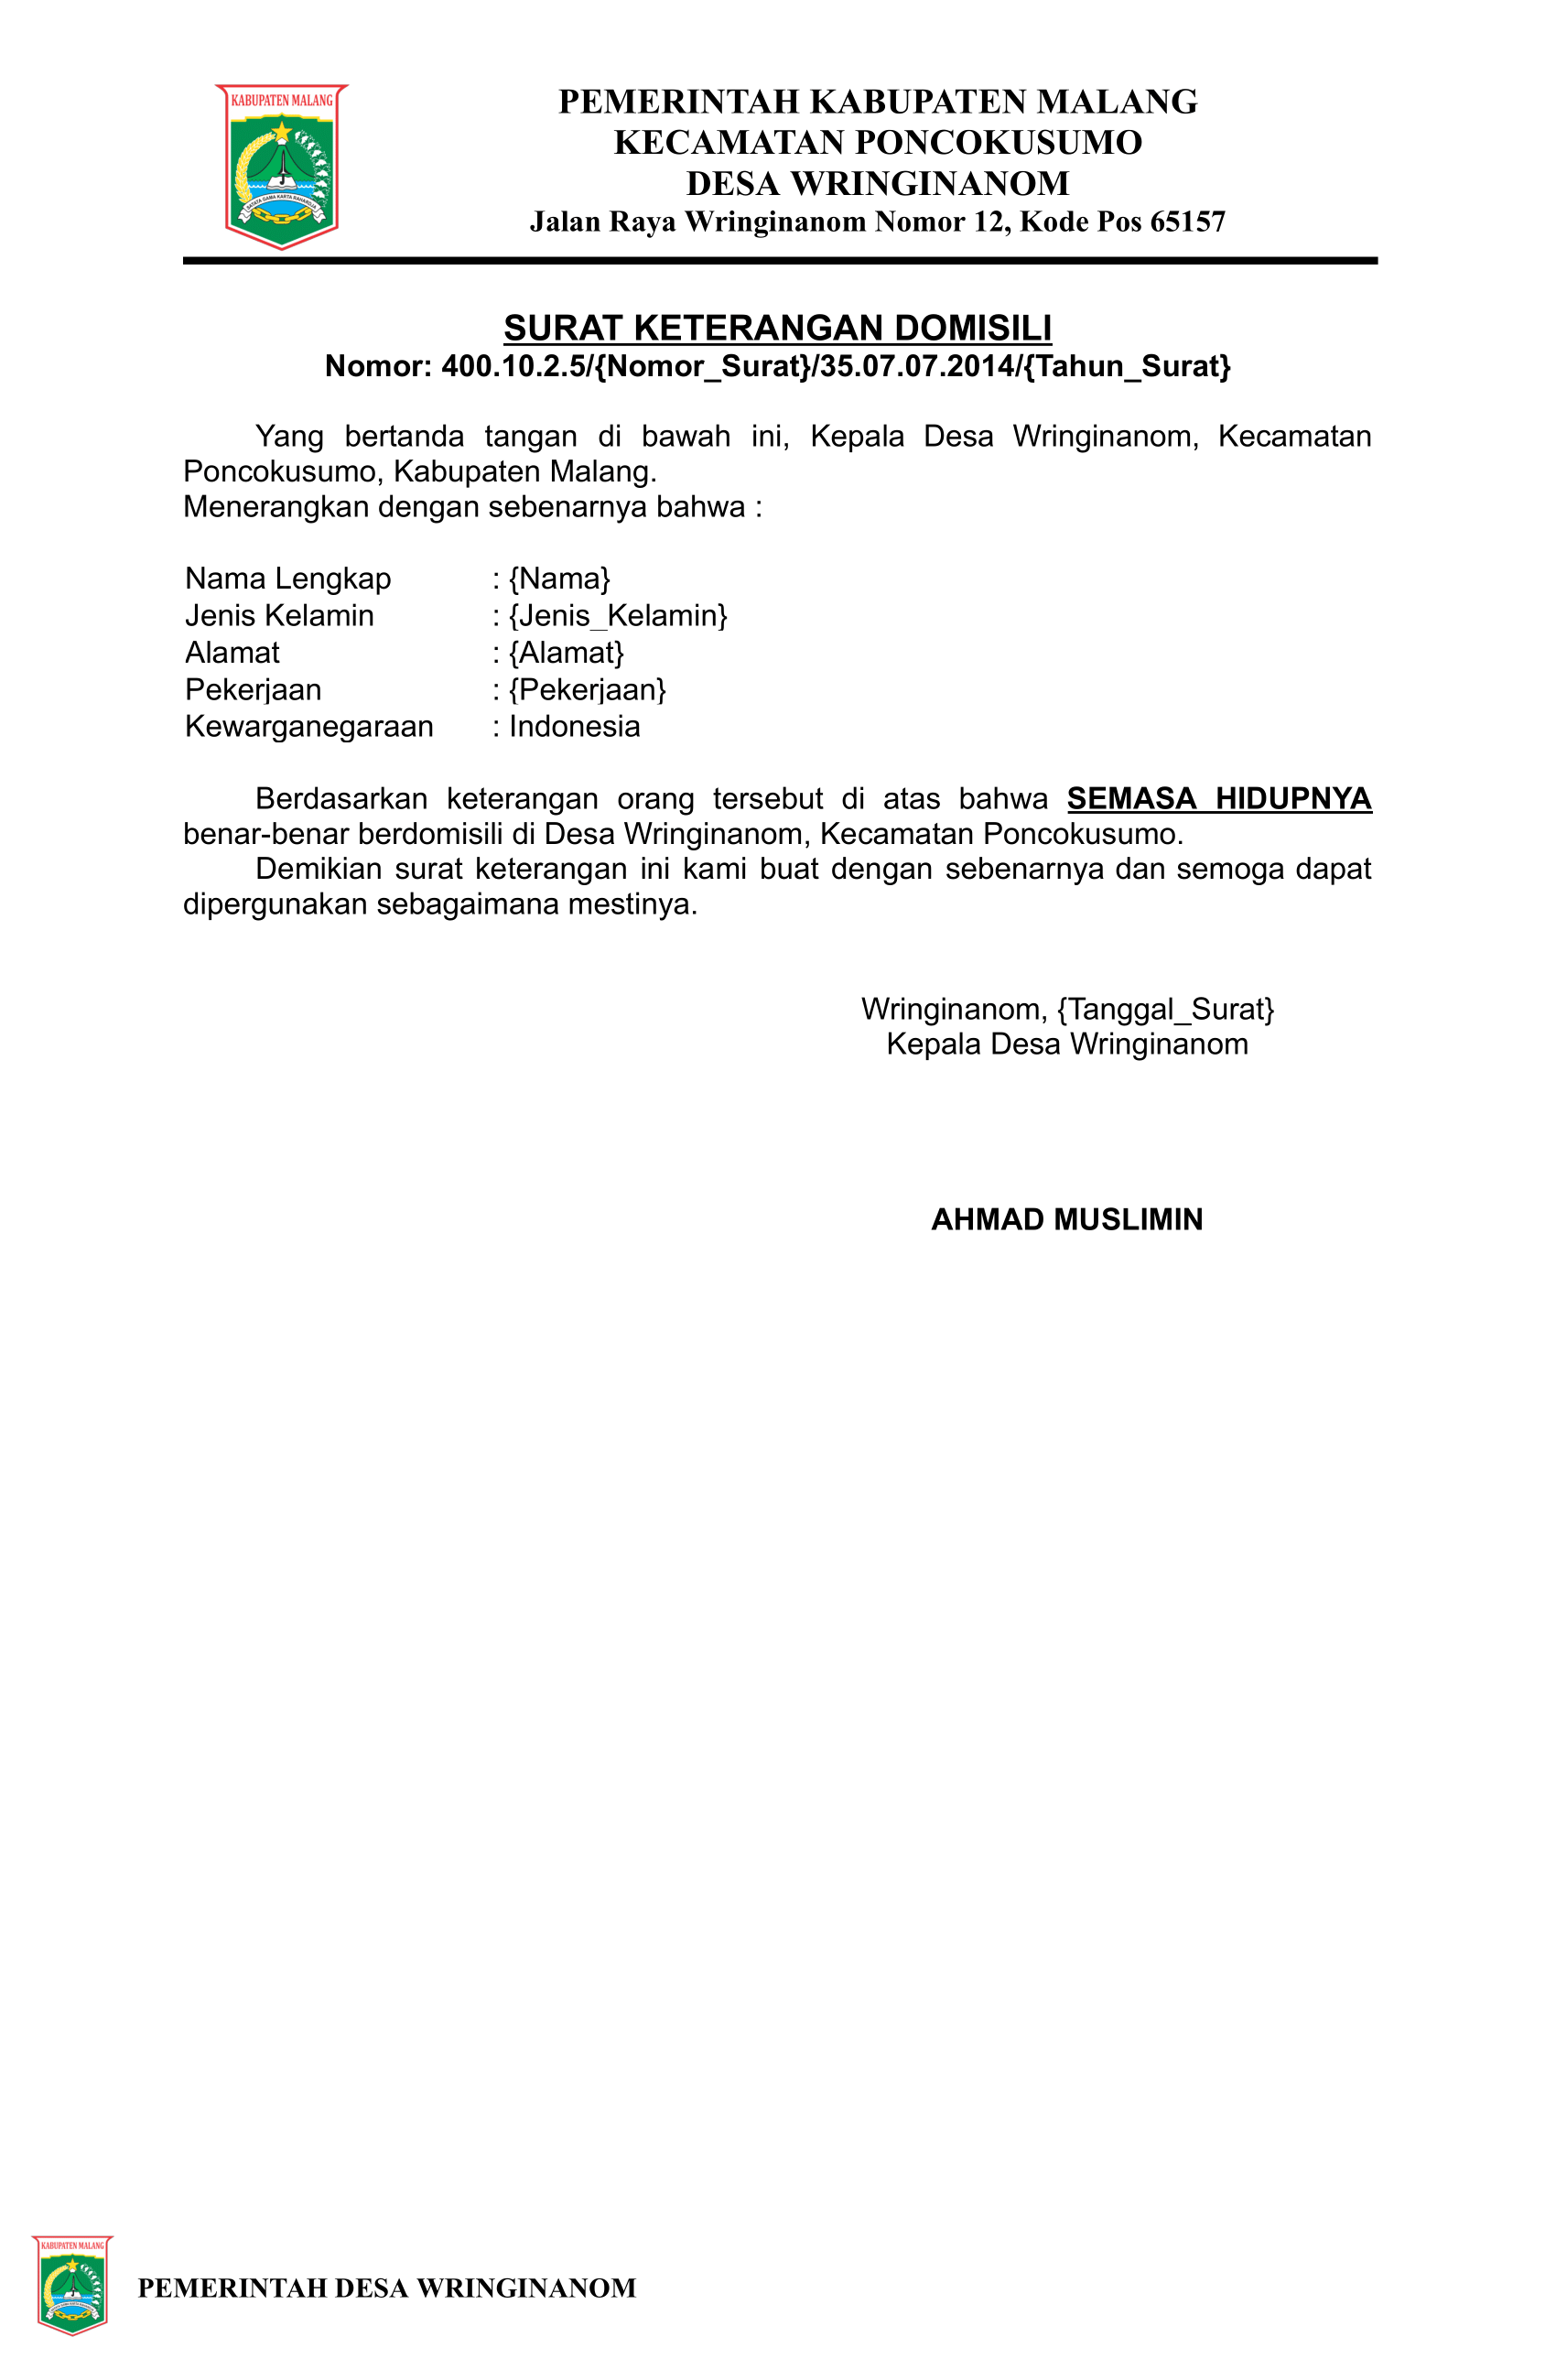 KABUPATEN MALANG
SATATA GAMA KARTA RAHARDJA
PEMERINTAH KABUPATEN MALANG
KECAMATAN PONCOKUSUMO
DESA WRINGINANOM
Jalan Raya Wringinanom Nomor 12, Kode Pos 65157
SURAT KETERANGAN DOMISILI
Nomor: 400.10.2.5/{Nomor_Surat}/35.07.07.2014/{Tahun_Surat}
Yang bertanda tangan di bawah ini, Kepala Desa Wringinanom, Kecamatan
Poncokusumo, Kabupaten Malang.
Menerangkan dengan sebenarnya bahwa :
Nama Lengkap : {Nama}
Jenis Kelamin : {Jenis_Kelamin}
Alamat : {Alamat}
Pekerjaan : {Pekerjaan}
Kewarganegaraan : Indonesia
Berdasarkan keterangan orang tersebut di atas bahwa SEMASA HIDUPNYA
benar-benar berdomisili di Desa Wringinanom, Kecamatan Poncokusumo.
Demikian surat keterangan ini kami buat dengan sebenarnya dan semoga dapat
dipergunakan sebagaimana mestinya.
Wringinanom, {Tanggal_Surat}
Kepala Desa Wringinanom
AHMAD MUSLIMIN
KABUPATEN MALANG
PEMERINTAH DESA WRINGINANOM